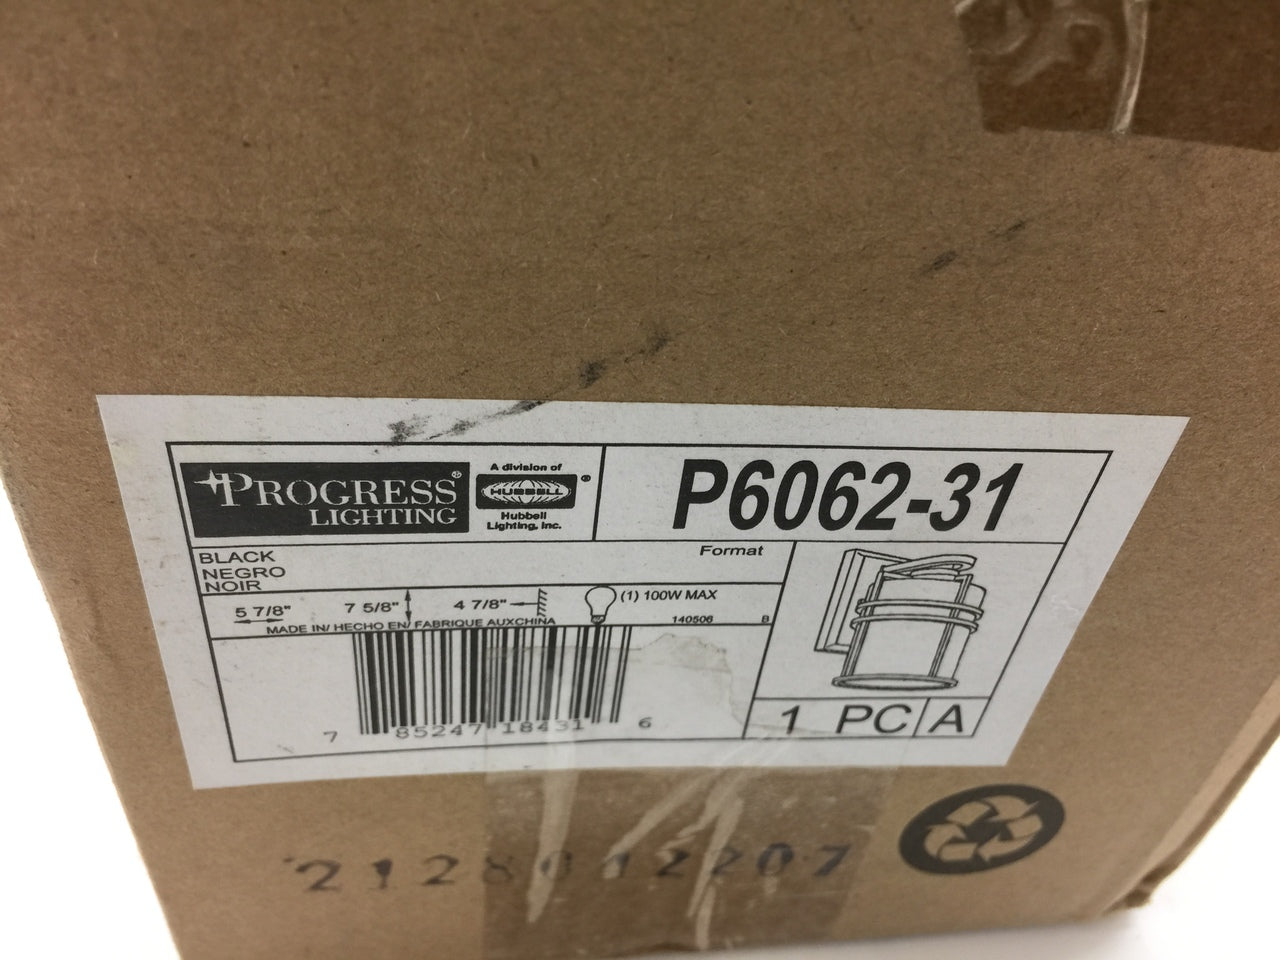 PROGRESS®
LIGHTING
A division of
HUBBELL®
Hubbell
Lighting, Inc.
P6062-31
BLACK
NEGRO
NOIR
Format
5 7/8" 7 5/8" 4 7/8" (1) 100W MAX
MADE IN/ HECHO EN/ FABRIQUE AUXCHINA 140506 B
7 85247 18431 6
1 PC A
2128012207